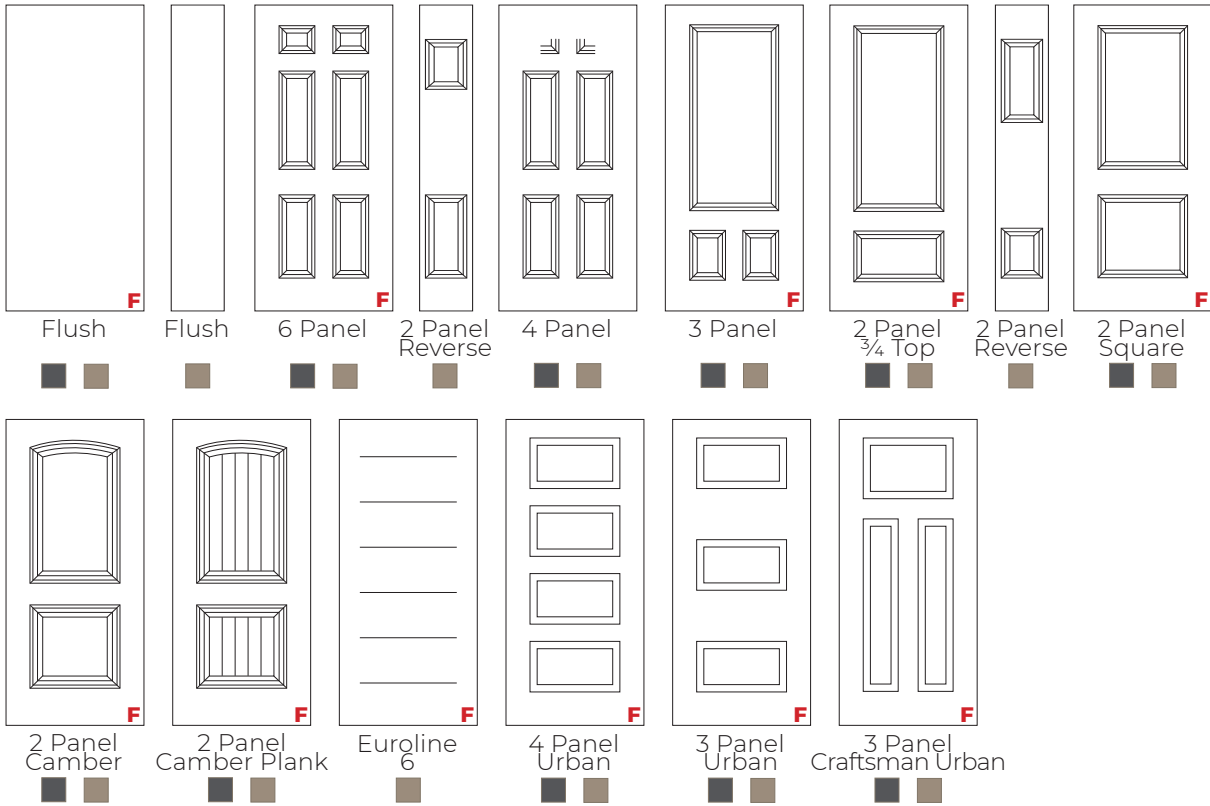 F
F
F
F
F
Flush
Flush
6 Panel
2 Panel
Reverse
4 Panel
3 Panel
2 Panel
¾ Top
2 Panel
Reverse
2 Panel
Square
F
F
F
F
F
F
2 Panel
Camber
2 Panel
Camber Plank
Euroline
6
4 Panel
Urban
3 Panel
Urban
3 Panel
Craftsman Urban